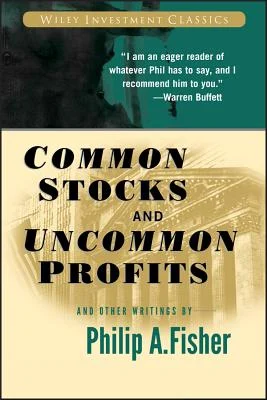 WILEY INVESTMENT CLASSICS
“I am an eager reader of
whatever Phil has to say, and I
recommend him to you.”
—Warren Buffett
COMMON
STOCKS
AND
UNCOMMON
PROFITS
AND OTHER WRITINGS BY
Philip A. Fisher